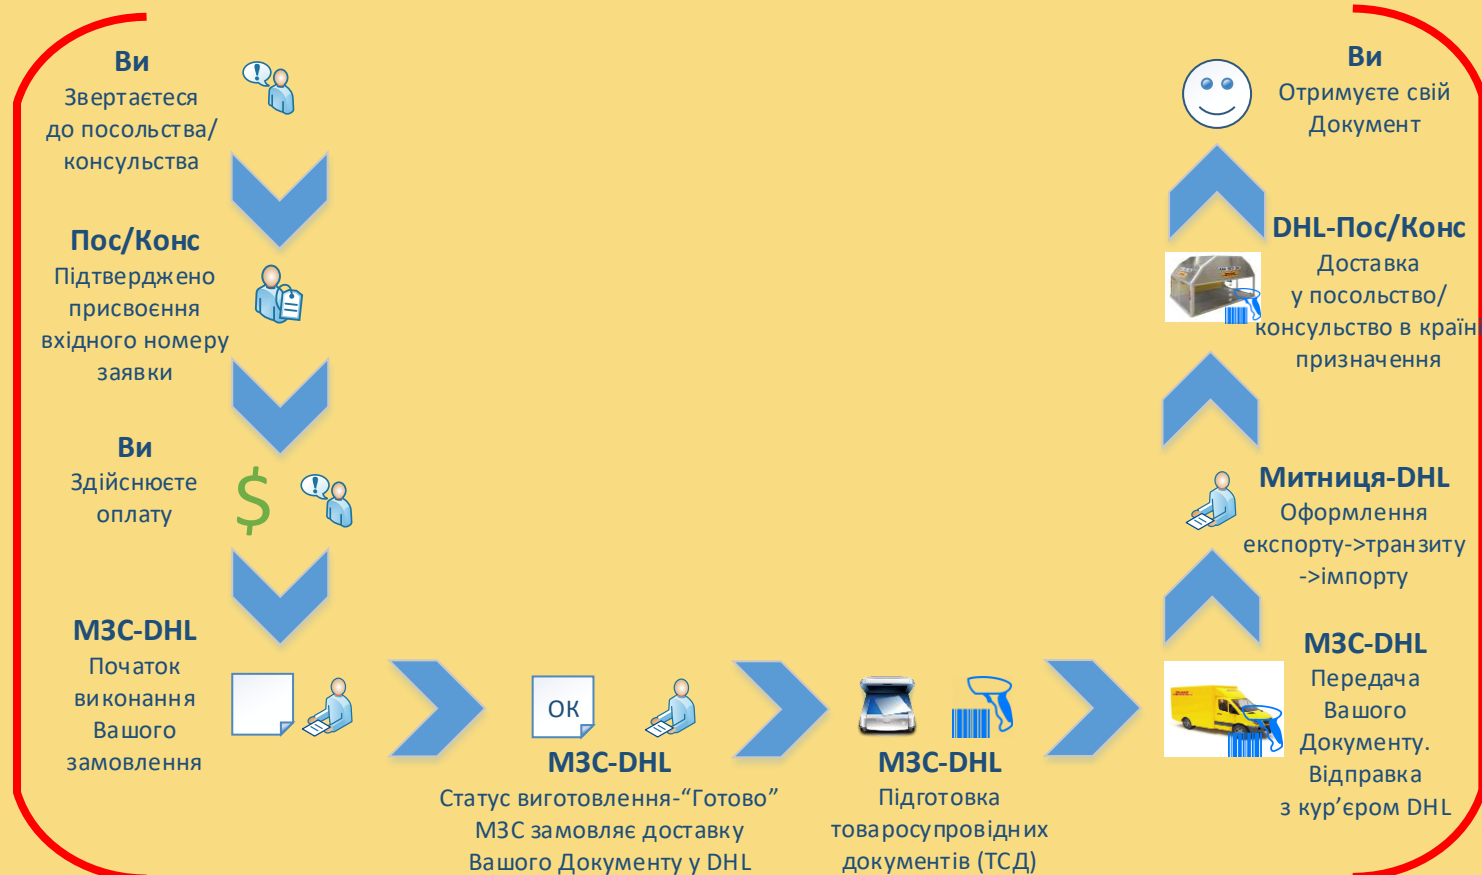 Ви
Звертаєтеся
до посольства/
консульства
Пос/Конс
Підтверджено
присвоєння
вхідного номеру
заявки
Ви
Здійснюєте
оплату
$
МЗС-DHL
Початок
виконання
Вашого
замовлення
ОК
МЗС-DHL
Статус виготовлення-“Готово”
МЗС замовляє доставку
Вашого Документу у DHL
МЗС-DHL
Підготовка
товаросупровідних
документів (ТСД)
МЗС-DHL
Передача
Вашого
Документу.
Відправка
з кур’єром DHL
Митниця-DHL
Оформлення
експорту->транзиту
->імпорту
DHL-Пос/Конс
Доставка
у посольство/
консульство в країні
призначення
Ви
Отримуєте свій
Документ